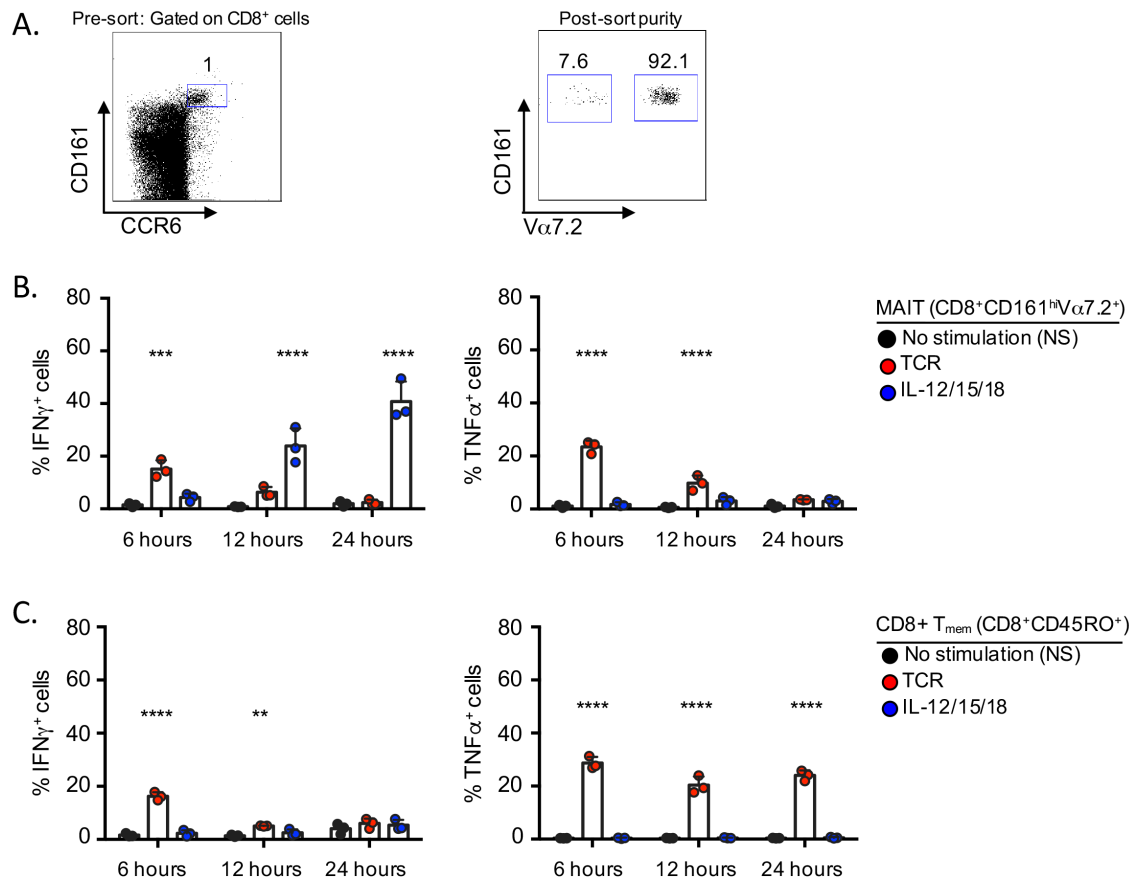 A.
Pre-sort: Gated on CD8⁺ cells
1
CD161
CCR6
Post-sort purity
7.6 92.1
CD161
Vα7.2
B.
% IFNγ⁺ cells
80
60
40
20
0
*** **** ****
6 hours 12 hours 24 hours
% TNFα⁺ cells
80
60
40
20
0
**** ****
6 hours 12 hours 24 hours
MAIT (CD8⁺CD161ʰⁱVα7.2⁺)
No stimulation (NS)
TCR
IL-12/15/18
C.
% IFNγ⁺ cells
80
60
40
20
0
**** **
6 hours 12 hours 24 hours
% TNFα⁺ cells
80
60
40
20
0
**** **** ****
6 hours 12 hours 24 hours
CD8+ Tmem (CD8⁺CD45RO⁺)
No stimulation (NS)
TCR
IL-12/15/18